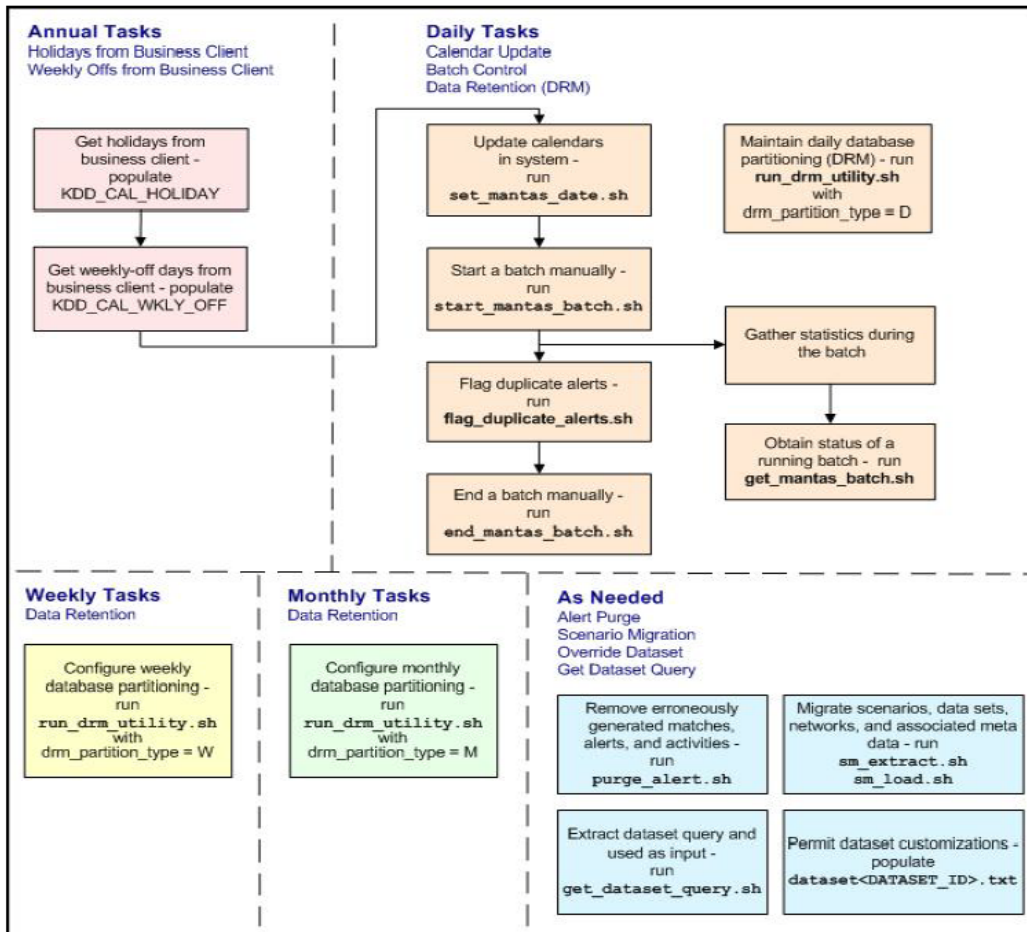 Annual Tasks
Holidays from Business Client
Weekly Offs from Business Client
Get holidays from
business client -
populate
KDD_CAL_HOLIDAY
Get weekly-off days from
business client - populate
KDD_CAL_WKLY_OFF
Daily Tasks
Calendar Update
Batch Control
Data Retention (DRM)
Update calendars
in system -
run
set_mantas_date.sh
Start a batch manually -
run
start_mantas_batch.sh
Flag duplicate alerts -
run
flag_duplicate_alerts.sh
End a batch manually -
run
end_mantas_batch.sh
Maintain daily database
partitioning (DRM) - run
run_drm_utility.sh
with
drm_partition_type = D
Gather statistics during
the batch
Obtain status of a
running batch - run
get_mantas_batch.sh
Weekly Tasks
Data Retention
Configure weekly
database partitioning -
run
run_drm_utility.sh
with
drm_partition_type = W
Monthly Tasks
Data Retention
Configure monthly
database partitioning -
run
run_drm_utility.sh
with
drm_partition_type = M
As Needed
Alert Purge
Scenario Migration
Override Dataset
Get Dataset Query
Remove erroneously
generated matches,
alerts, and activities -
run
purge_alert.sh
Migrate scenarios, data sets,
networks, and associated meta
data - run
sm_extract.sh
sm_load.sh
Extract dataset query and
used as input -
run
get_dataset_query.sh
Permit dataset customizations -
populate
dataset<DATASET_ID>.txt